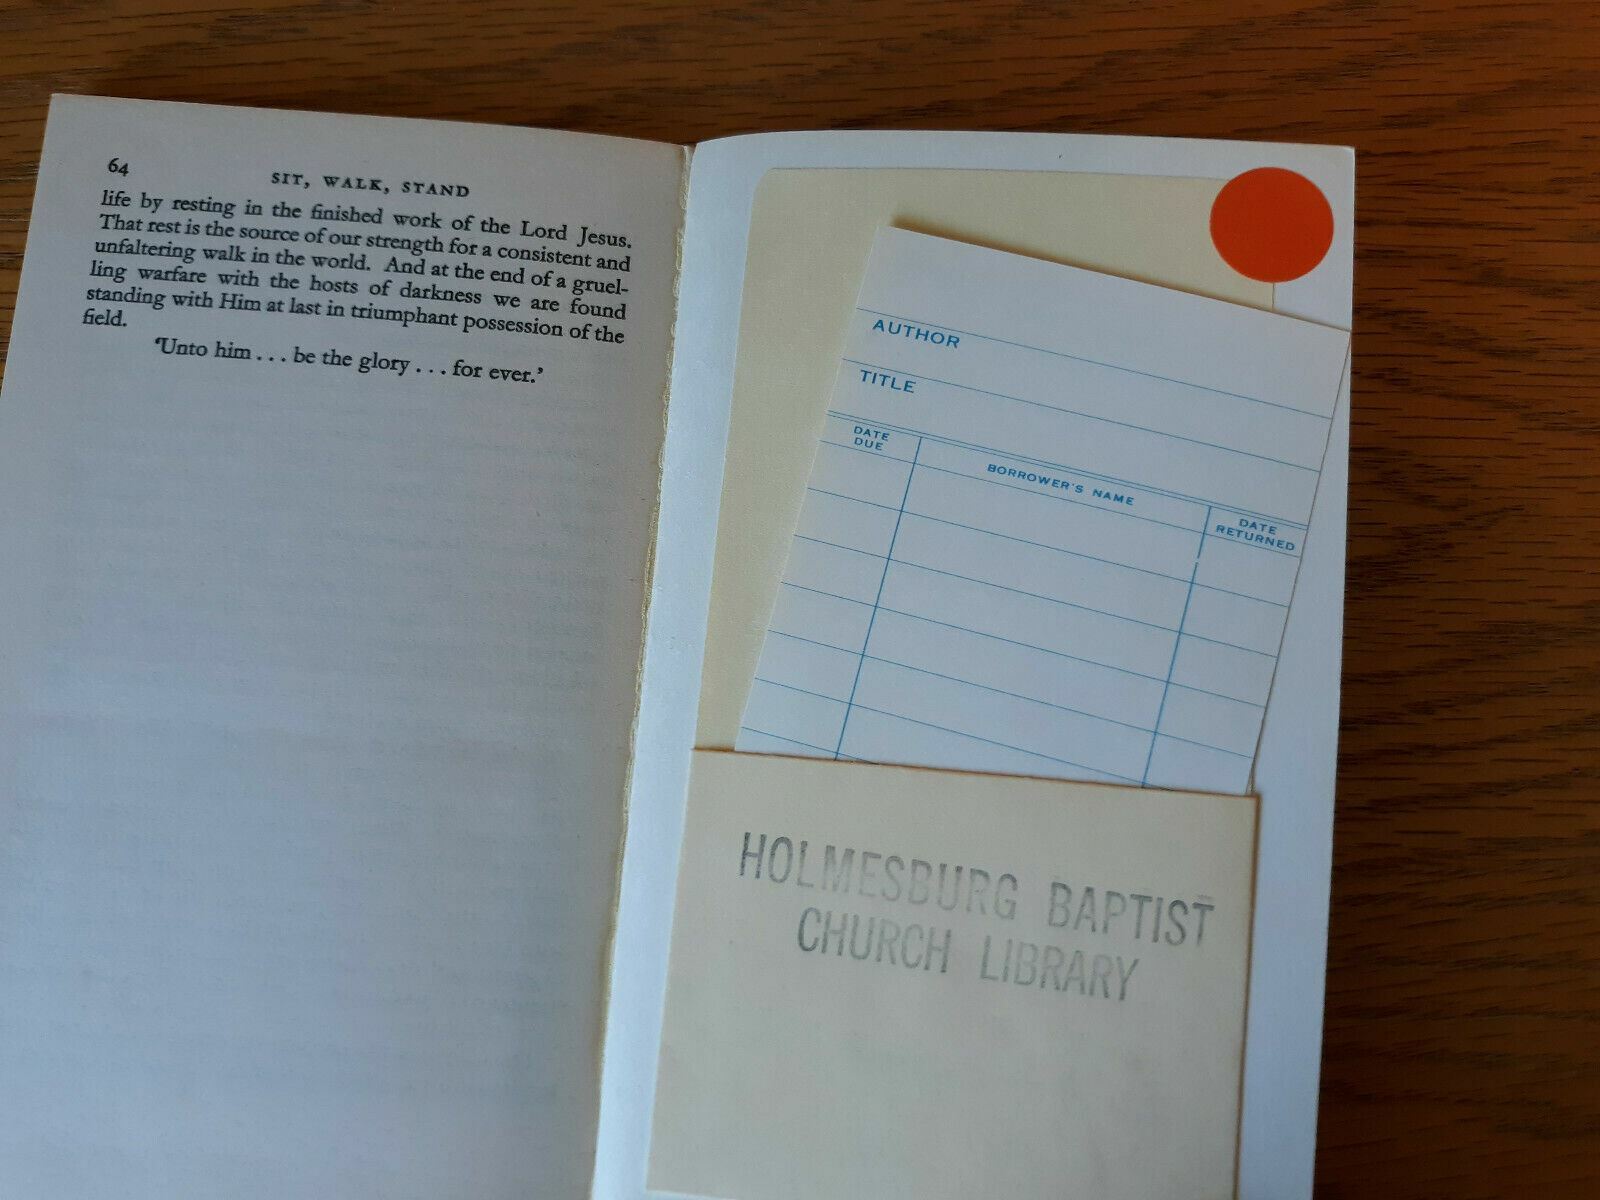 64
SIT, WALK, STAND
life by resting in the finished work of the Lord Jesus.
That rest is the source of our strength for a consistent and
unfaltering walk in the world. And at the end of a gruel-
ling warfare with the hosts of darkness we are found
standing with Him at last in triumphant possession of the
field.
'Unto him . . . be the glory . . . for ever.'
AUTHOR
TITLE
DATE
DUE
BORROWER'S NAME
DATE
RETURNED
HOLMESBURG BAPTIST
CHURCH LIBRARY